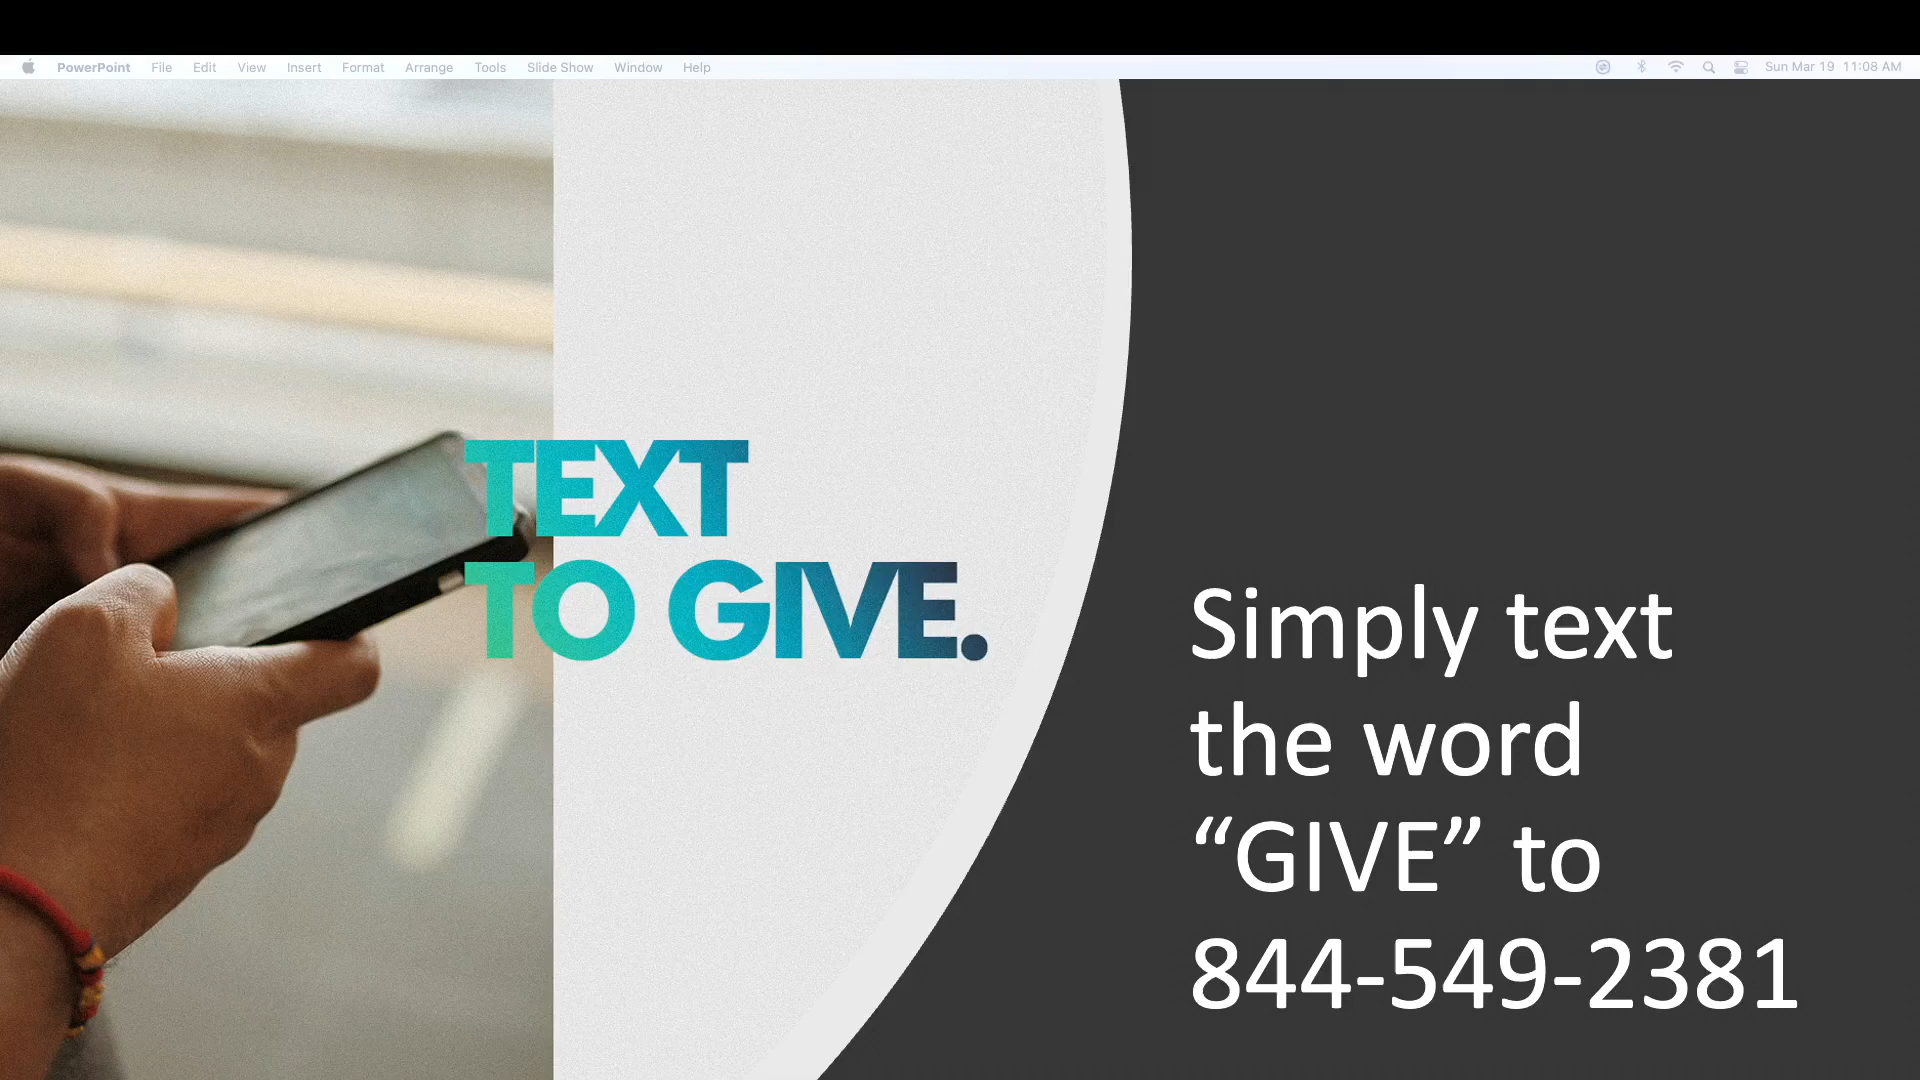 PowerPoint File Edit View Insert Format Arrange Tools Slide Show Window Help Sun Mar 19 11:08 AM
TEXT
TO GIVE.
Simply text
the word
“GIVE” to
844-549-2381